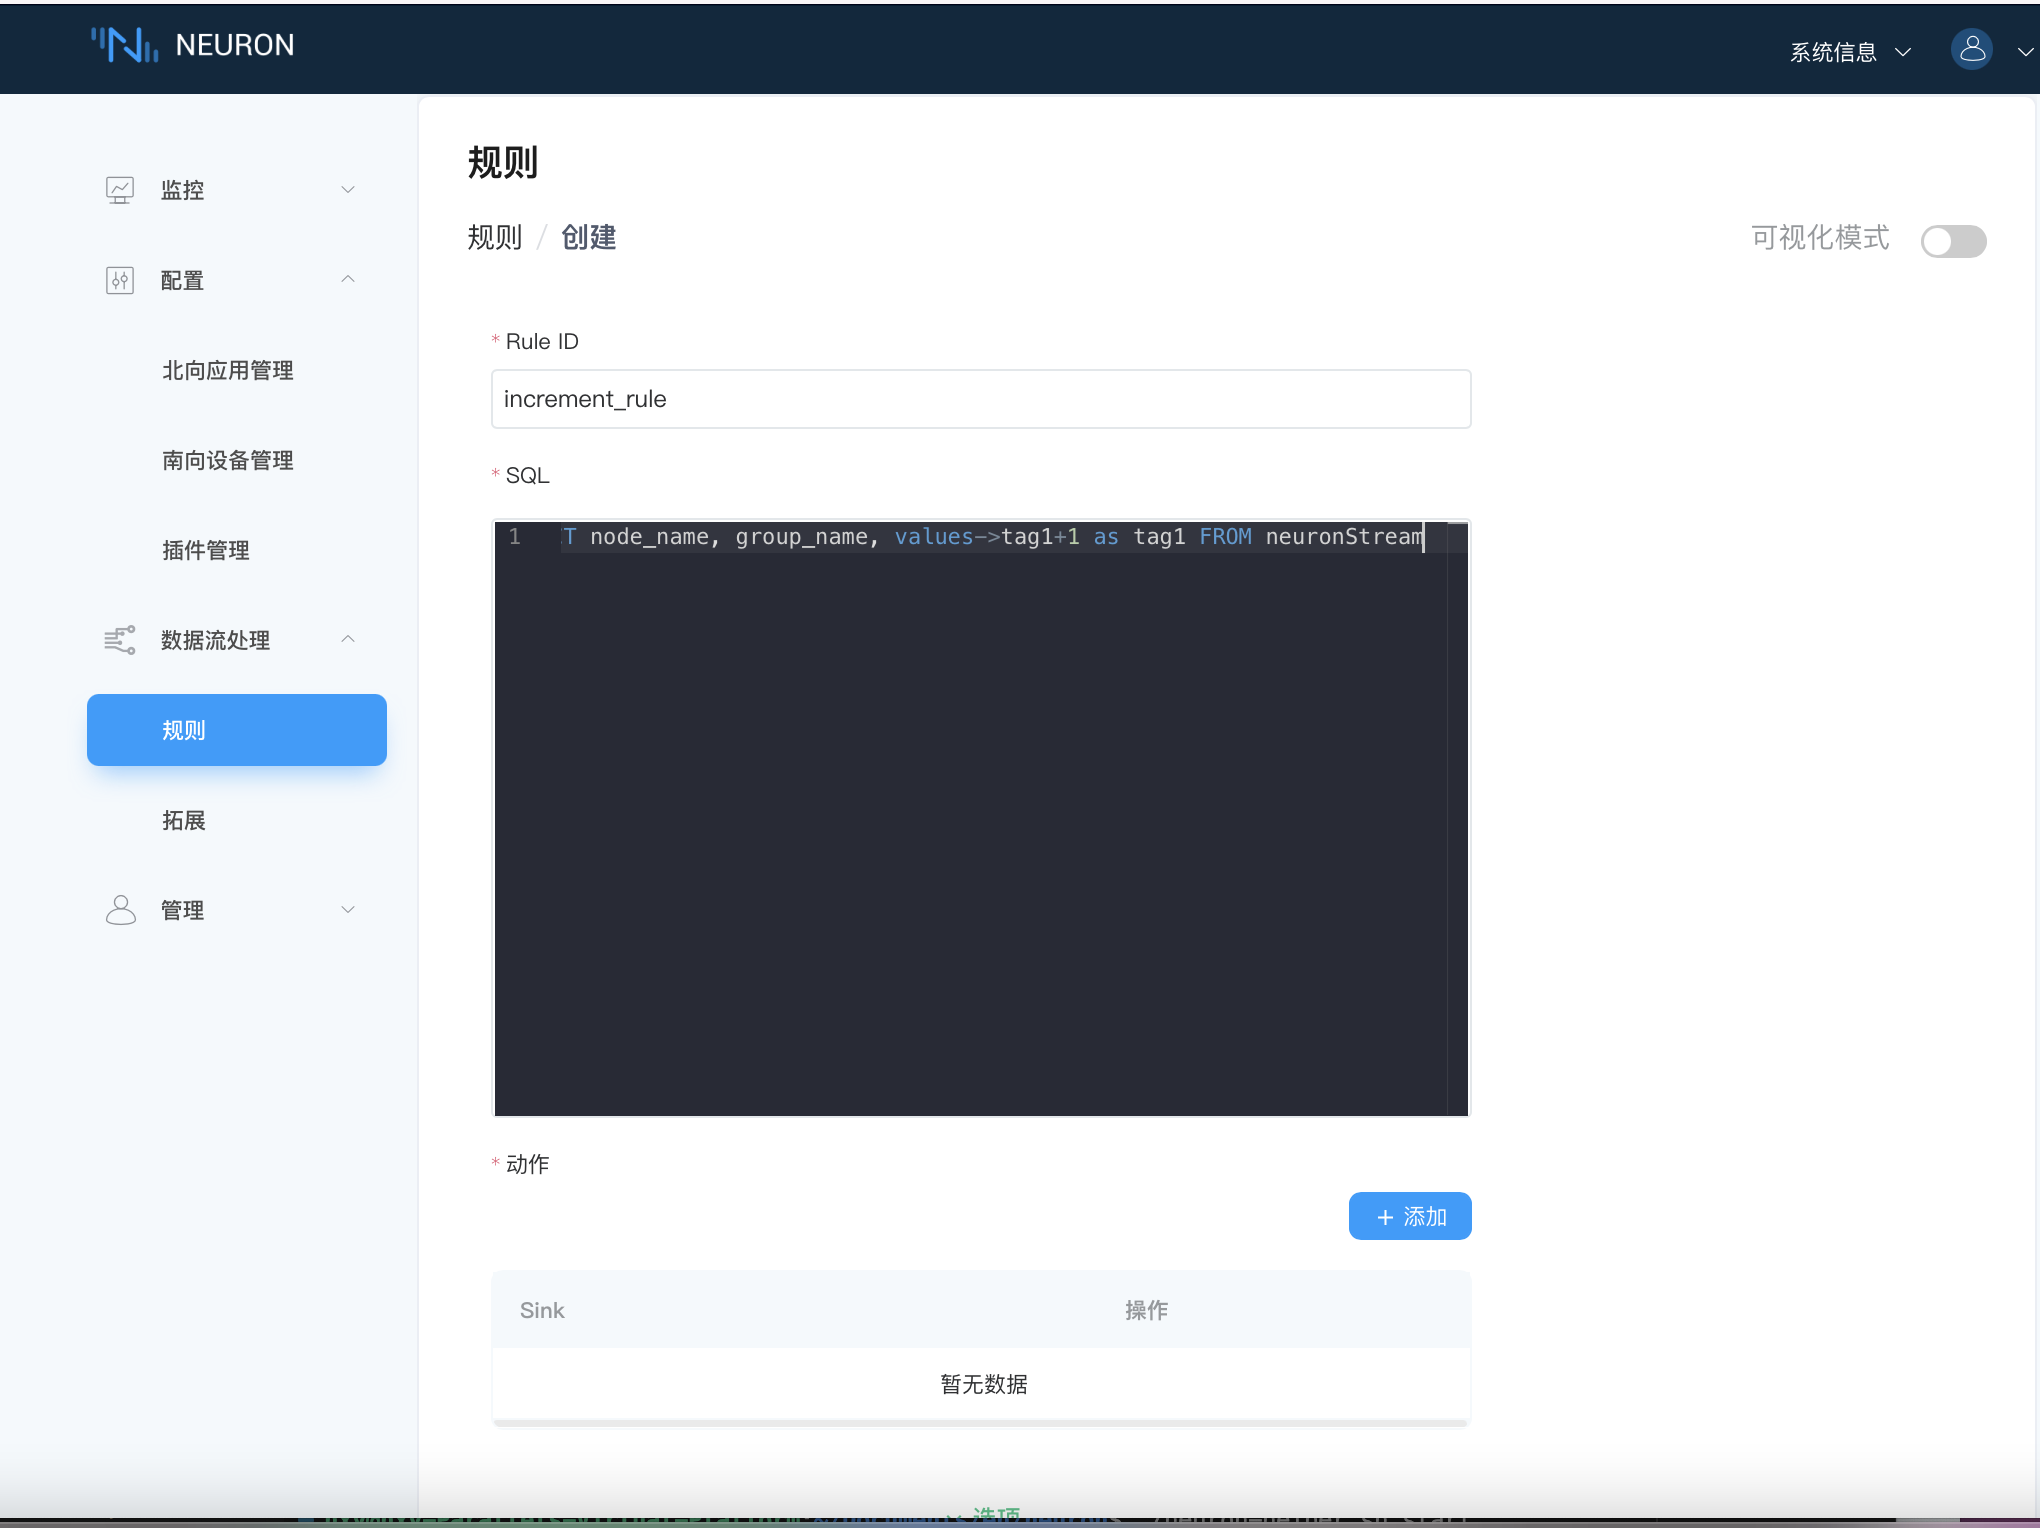 NEURON
系统信息
监控
配置
北向应用管理
南向设备管理
插件管理
数据流处理
规则
拓展
管理
规则
规则 / 创建
可视化模式
* Rule ID
increment_rule
* SQL
1 T node_name, group_name, values->tag1+1 as tag1 FROM neuronStream
* 动作
+ 添加
Sink 操作
暂无数据
选项